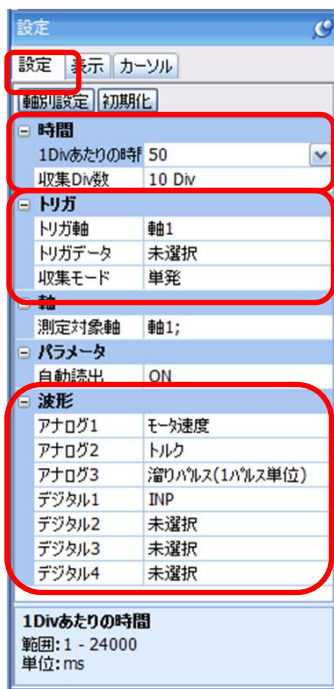 設定
設定 表示 カーソル
軸別設定 初期化
時間
1Divあたりの時 50
収集Div数 10 Div
トリガ
トリガ軸 軸1
トリガデータ 未選択
収集モード 単発
軸
測定対象軸 軸1;
パラメータ
自動読出 ON
波形
アナログ1 モータ速度
アナログ2 トルク
アナログ3 溜りパルス(1パルス単位)
デジタル1 INP
デジタル2 未選択
デジタル3 未選択
デジタル4 未選択
1Divあたりの時間
範囲:1 - 24000
単位:ms